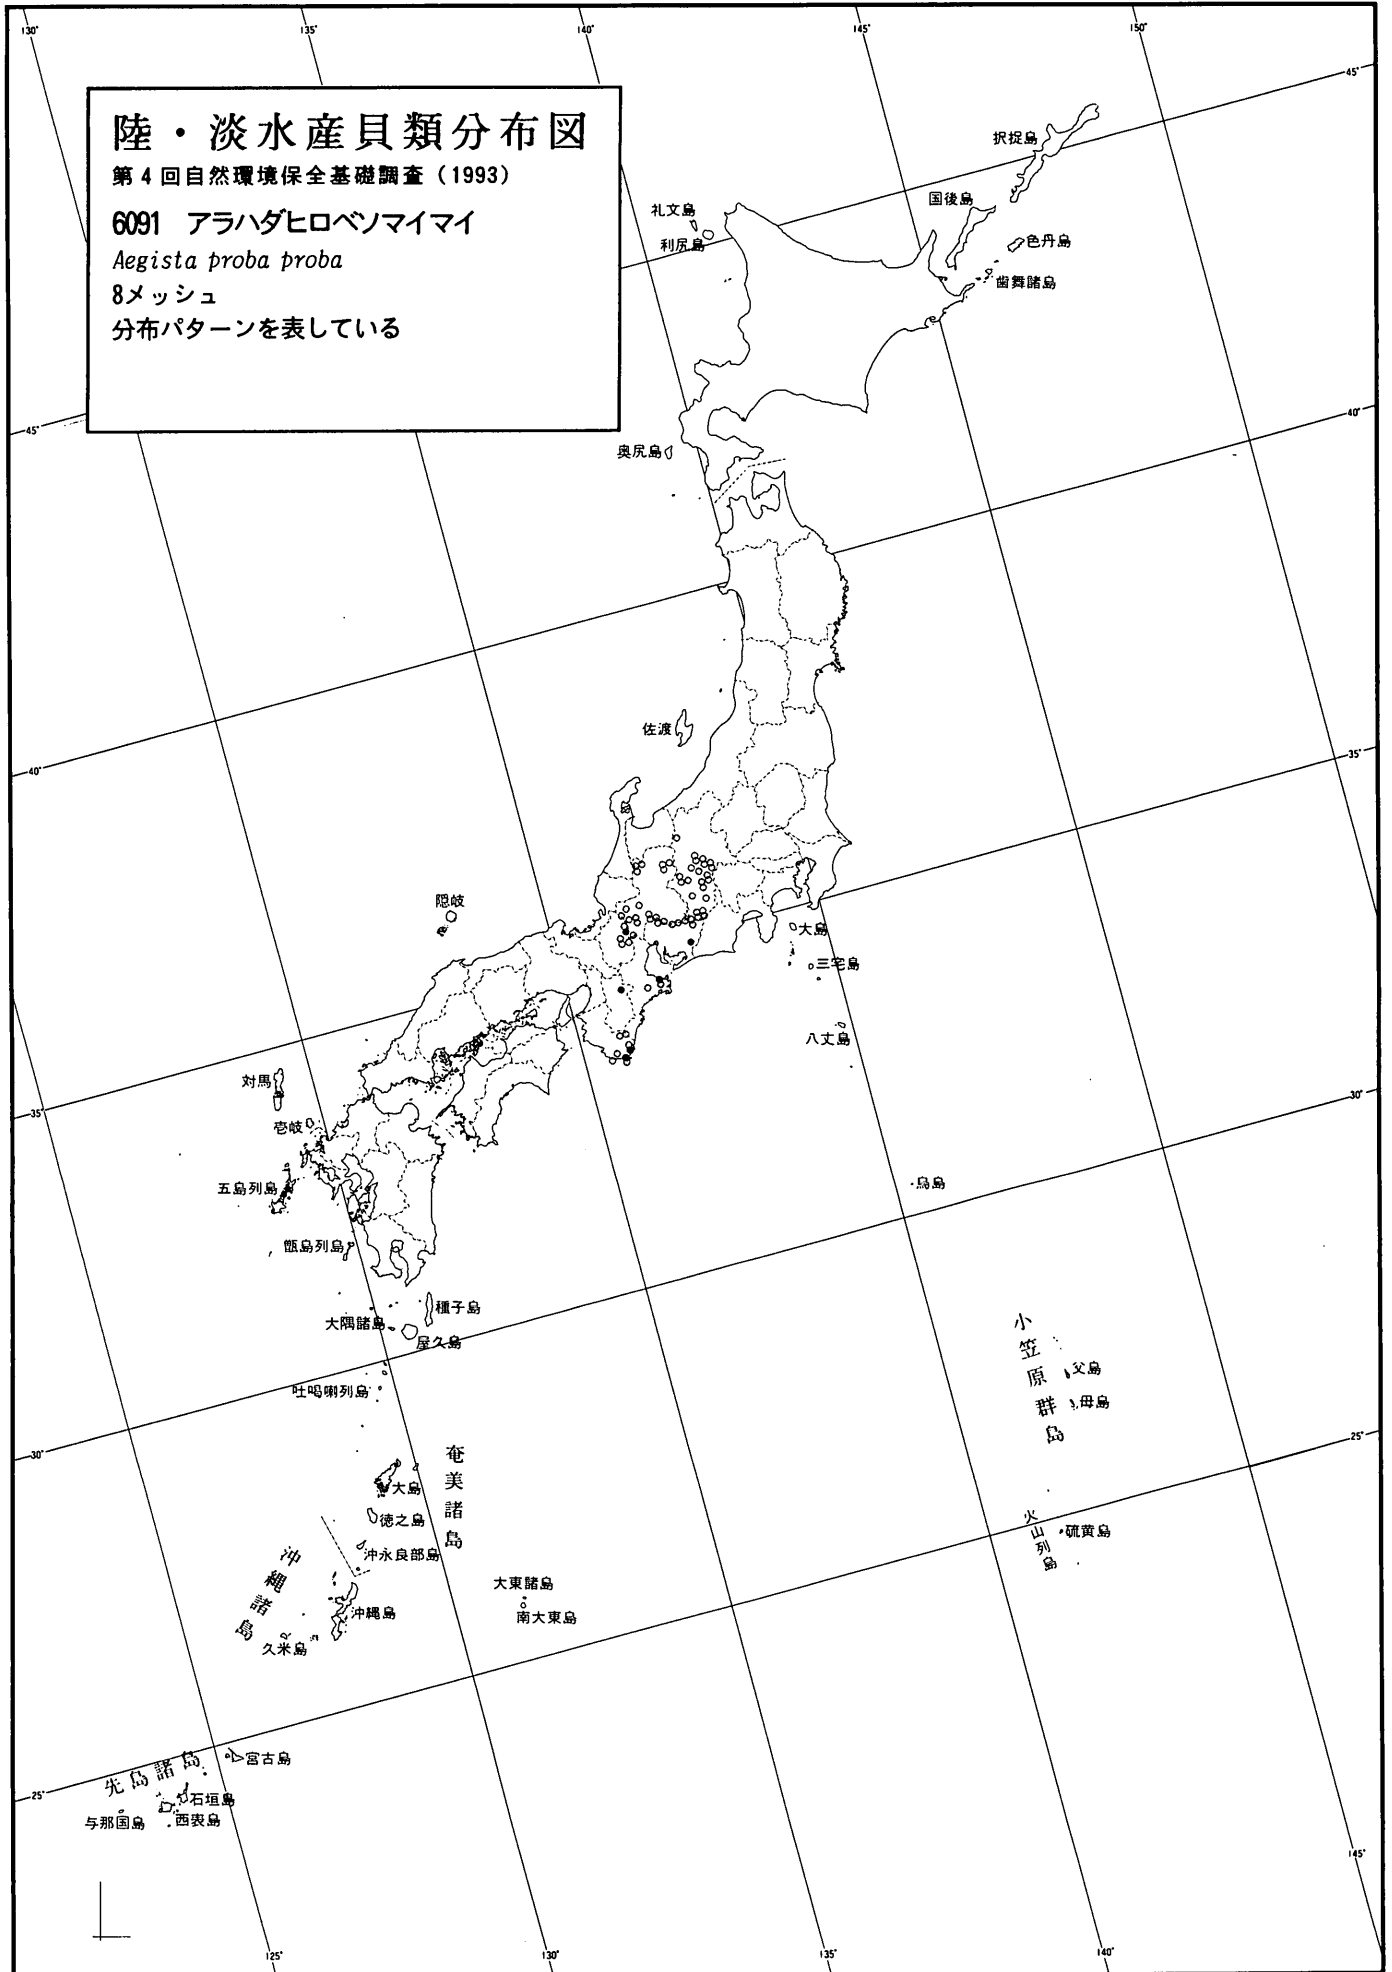 130°
135°
140°
145°
150°
陸・淡水産貝類分布図
第4回自然環境保全基礎調査（1993）
6091 アラハダヒロベソマイマイ
Aegista proba proba
8メッシュ
分布パターンを表している
45°
択捉島
国後島
礼文島
利尻島
色丹島
歯舞諸島
40°
45°
奥尻島
佐渡
35°
40°
隠岐
大島
三宅島
八丈島
対馬
30°
35°
壱岐
五島列島
鳥島
甑島列島
種子島
大隅諸島
屋久島
小笠原群島
父島
吐喝喇列島
母島
25°
30°
奄美諸島
大島
徳之島
火山列島
硫黄島
沖永良部島
沖縄諸島
大東諸島
沖縄島
南大東島
久米島
先島諸島
宮古島
25°
石垣島
与那国島
西表島
145°
125°
130°
135°
140°